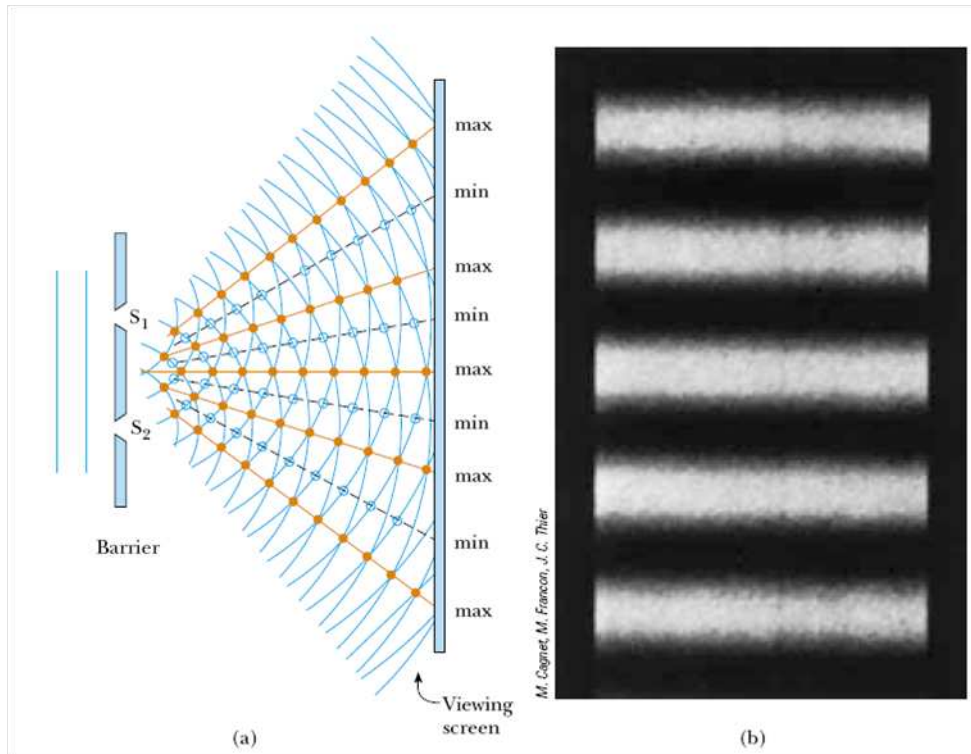 max
min
max
S1
min
max
min
S2
max
Barrier
min
max
Viewing
screen
(a)
M. Cagnet, M. Francon, J. C. Thier
(b)